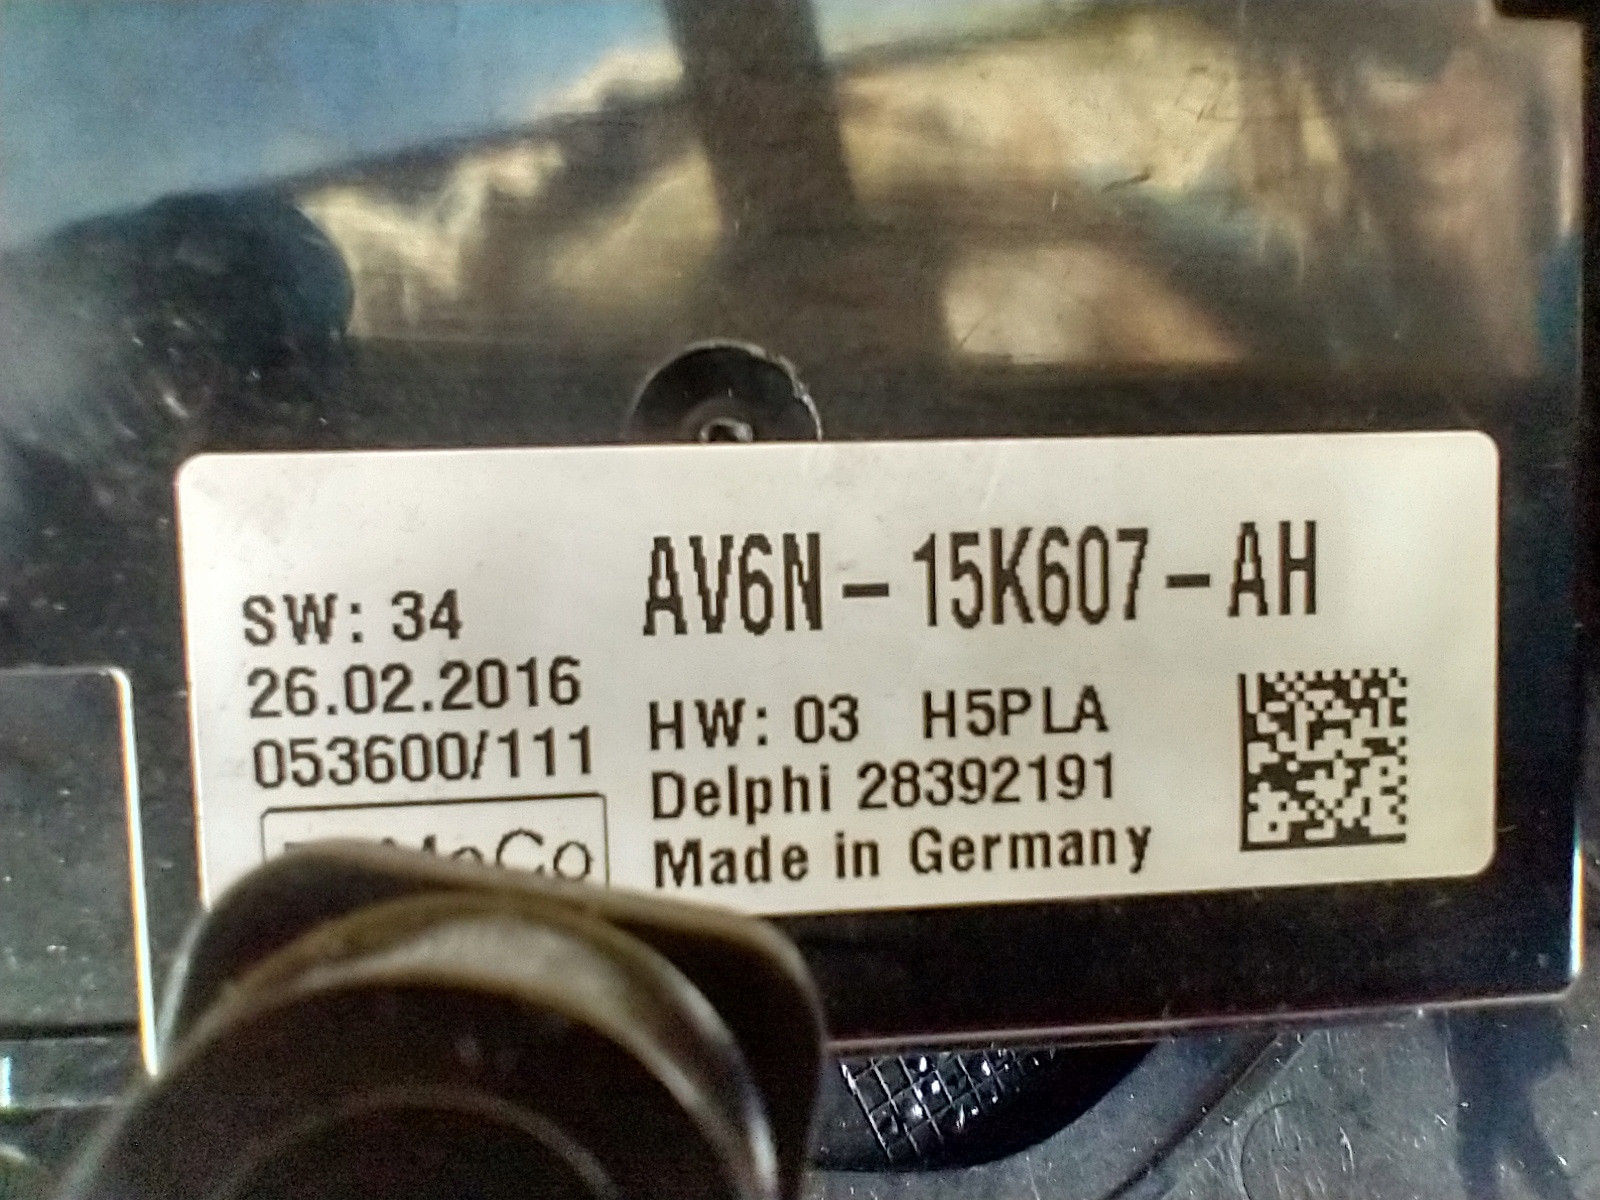 AV6N-15K607-AH
SW: 34
26.02.2016
053600/111
HW: 03 H5PLA
Delphi 28392191
Made in Germany